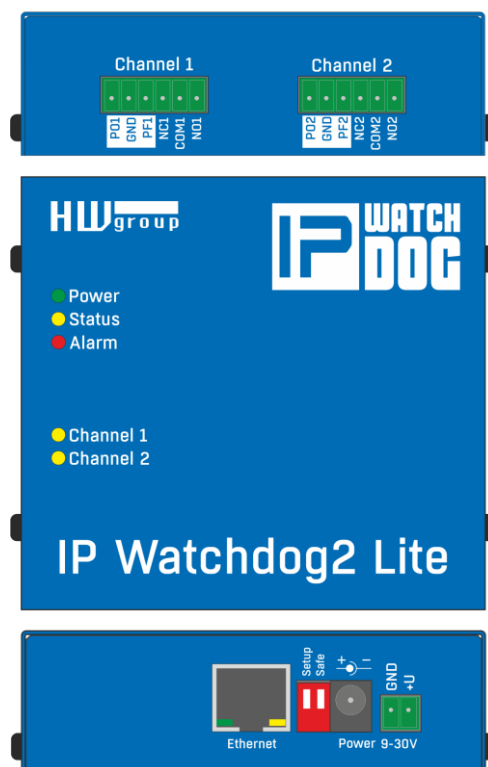 Channel 1
Channel 2
PO1 GND PF1 NC1 COM1 NO1
PO2 GND PF2 NC2 COM2 NO2
HW group
IP WATCH DOG
Power
Status
Alarm
Channel 1
Channel 2
IP Watchdog2 Lite
Setup
Safe
+ −
GND
+U
Ethernet
Power 9-30V